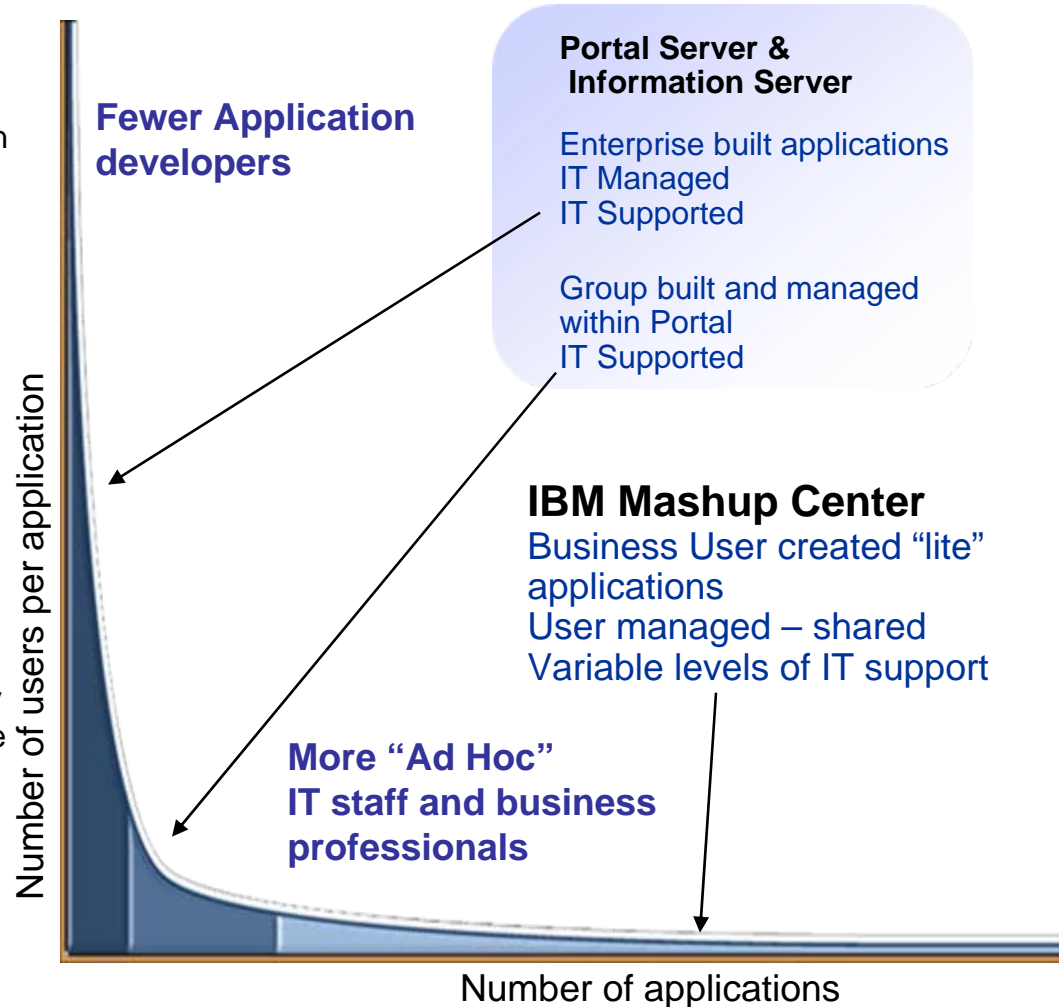 Portal Server &
Information Server
Fewer Application
developers
Enterprise built applications
IT Managed
IT Supported
Group built and managed
within Portal
IT Supported
Number of users per application
IBM Mashup Center
Business User created “lite”
applications
User managed – shared
Variable levels of IT support
More “Ad Hoc”
IT staff and business
professionals
Number of applications